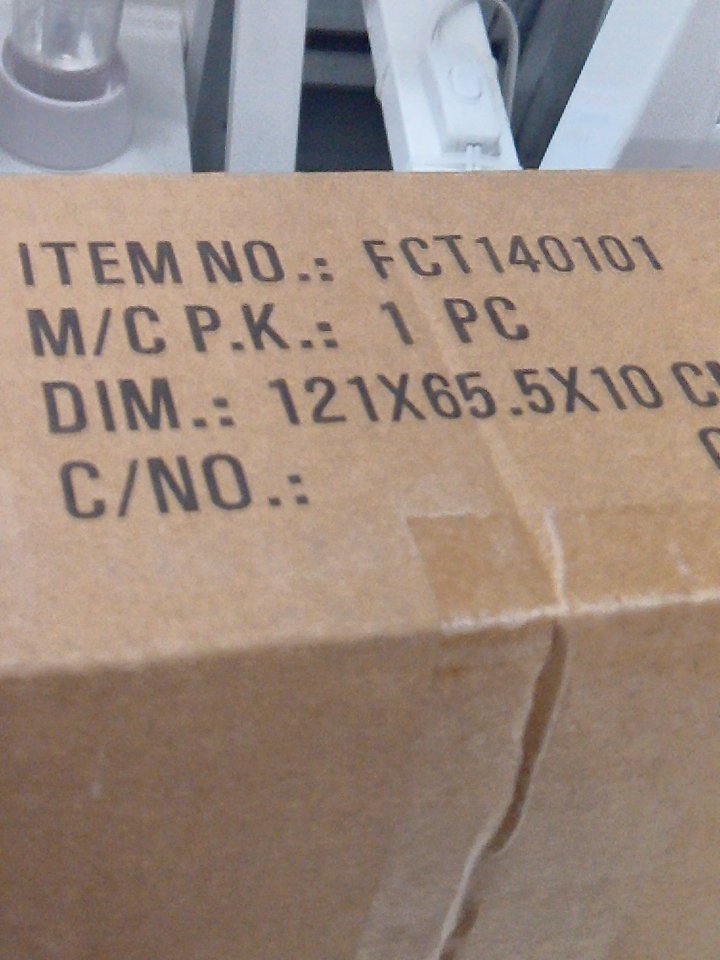 ITEM NO.: FCT140101
M/C P.K.: 1 PC
DIM.: 121X65.5X10
C/NO.: